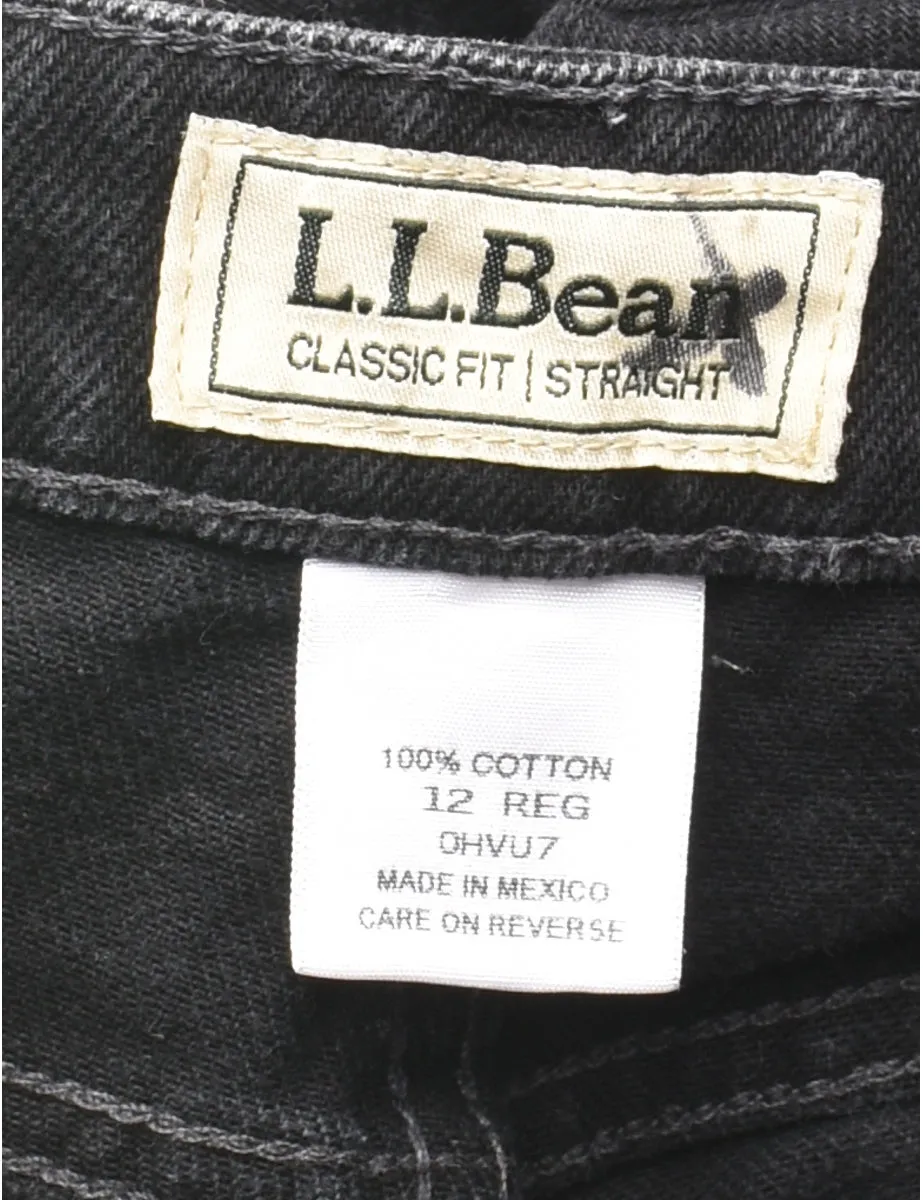 L.L.Bean
CLASSIC FIT | STRAIGHT
100% COTTON
12 REG
0HVU7
MADE IN MEXICO
CARE ON REVERSE